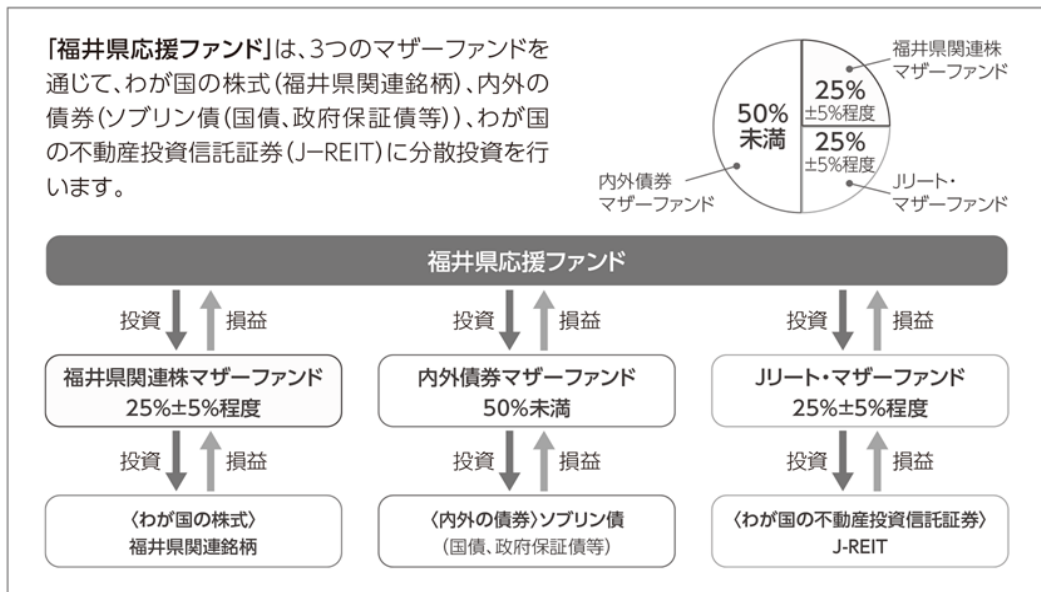 「福井県応援ファンド」は、3つのマザーファンドを
通じて、わが国の株式(福井県関連銘柄)、内外の
債券(ソブリン債(国債、政府保証債等))、わが国
の不動産投資信託証券(J−REIT)に分散投資を行
います。
福井県関連株
マザーファンド
25%
±5%程度
50%
未満
25%
±5%程度
内外債券
マザーファンド
Jリート・
マザーファンド
福井県応援ファンド
投資 損益 投資 損益 投資 損益
福井県関連株マザーファンド
25%±5%程度
内外債券マザーファンド
50%未満
Jリート・マザーファンド
25%±5%程度
投資 損益 投資 損益 投資 損益
〈わが国の株式〉
福井県関連銘柄
〈内外の債券〉ソブリン債
(国債、政府保証債等)
〈わが国の不動産投資信託証券〉
J-REIT